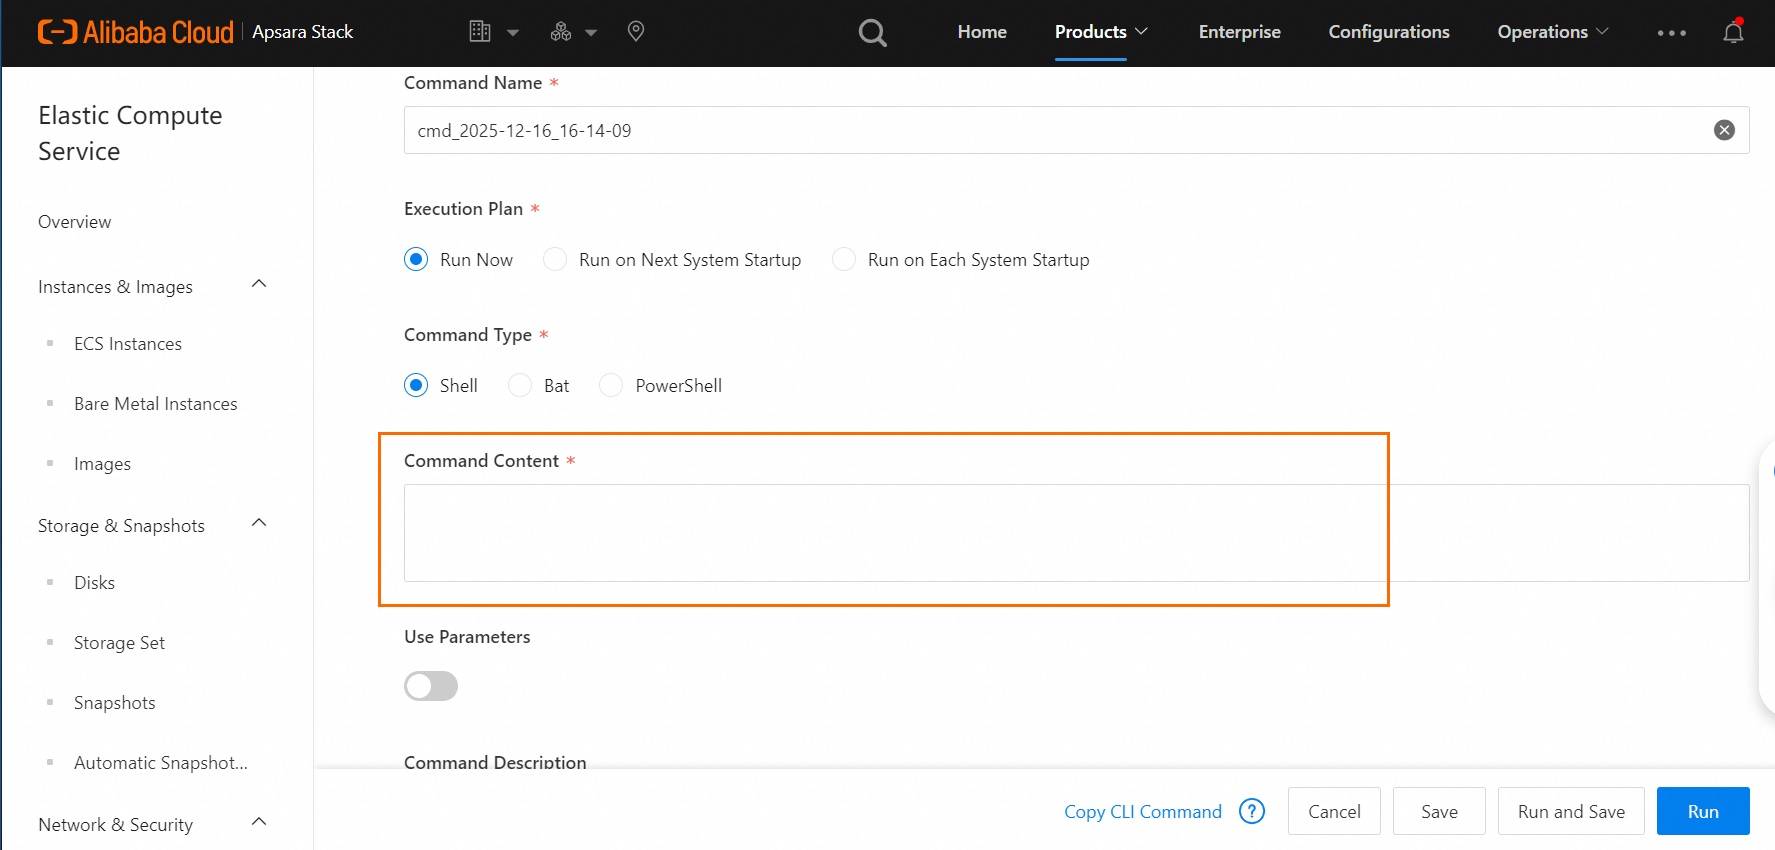 Alibaba Cloud | Apsara Stack Home Products Enterprise Configurations Operations ...
Elastic Compute
Service
Overview
Instances & Images
ECS Instances
Bare Metal Instances
Images
Storage & Snapshots
Disks
Storage Set
Snapshots
Automatic Snapshot...
Network & Security
Command Name *
cmd_2025-12-16_16-14-09
Execution Plan *
Run Now Run on Next System Startup Run on Each System Startup
Command Type *
Shell Bat PowerShell
Command Content *
Use Parameters
Command Description
Copy CLI Command ? Cancel Save Run and Save Run